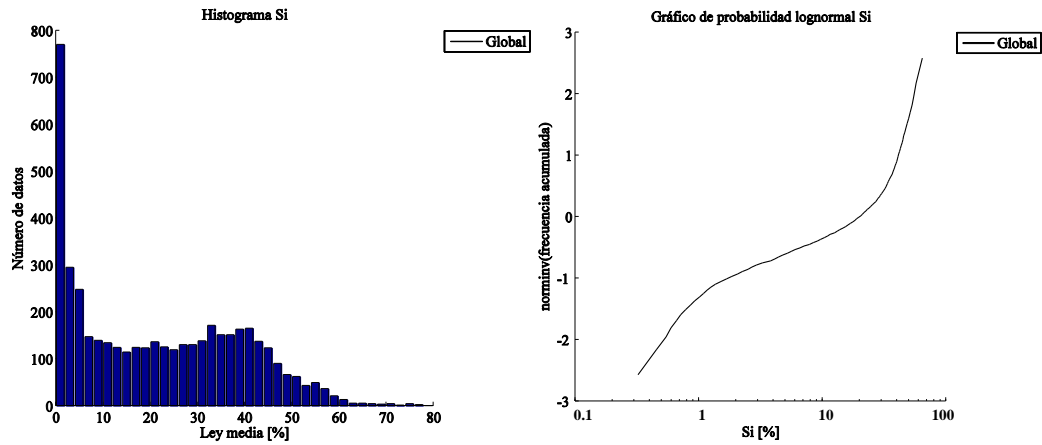 Histograma Si
Global
800
700
600
500
400
300
200
100
0
Número de datos
0 10 20 30 40 50 60 70 80
Ley media [%]
Gráfico de probabilidad lognormal Si
Global
3
2
1
0
-1
-2
-3
norminv(frecuencia acumulada)
0.1 1 10 100
Si [%]